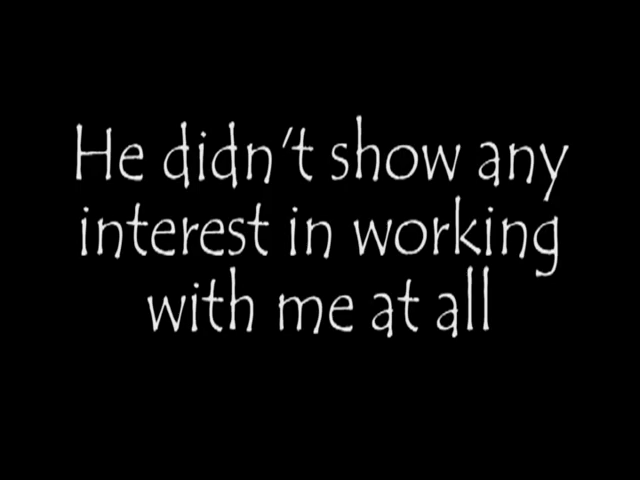 He didn't show any
interest in working
with me at all